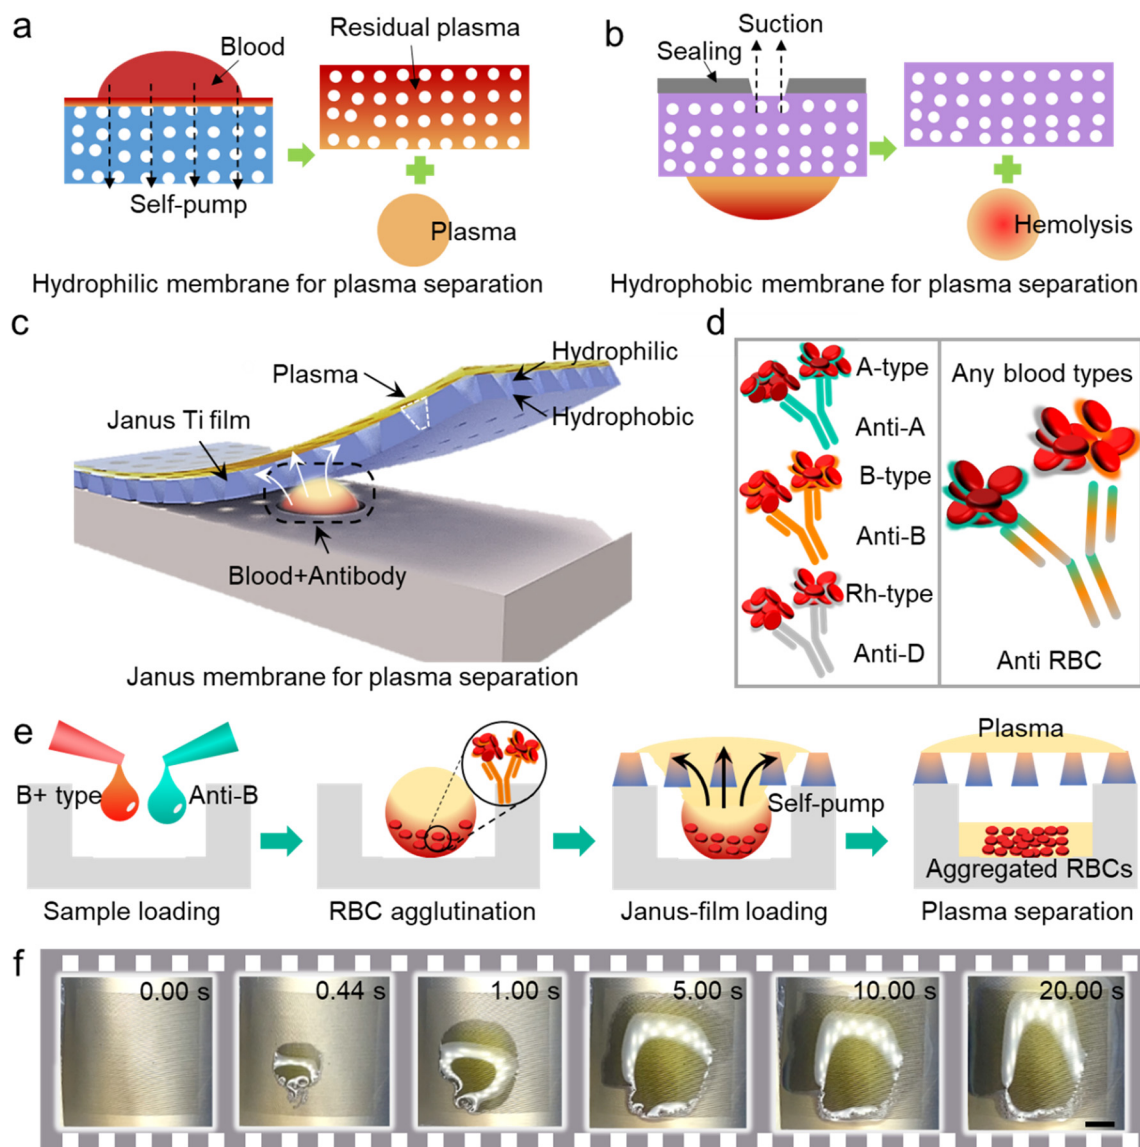 a
Blood
Residual plasma
Self-pump
Plasma
Hydrophilic membrane for plasma separation
b
Suction
Sealing
Hemolysis
Hydrophobic membrane for plasma separation
c
Plasma
Hydrophilic
Hydrophobic
Janus Ti film
Blood+Antibody
Janus membrane for plasma separation
d
A-type
Anti-A
B-type
Anti-B
Rh-type
Anti-D
Any blood types
Anti RBC
e
B+ type
Anti-B
Sample loading
RBC agglutination
Self-pump
Janus-film loading
Plasma
Aggregated RBCs
Plasma separation
f
0.00 s
0.44 s
1.00 s
5.00 s
10.00 s
20.00 s